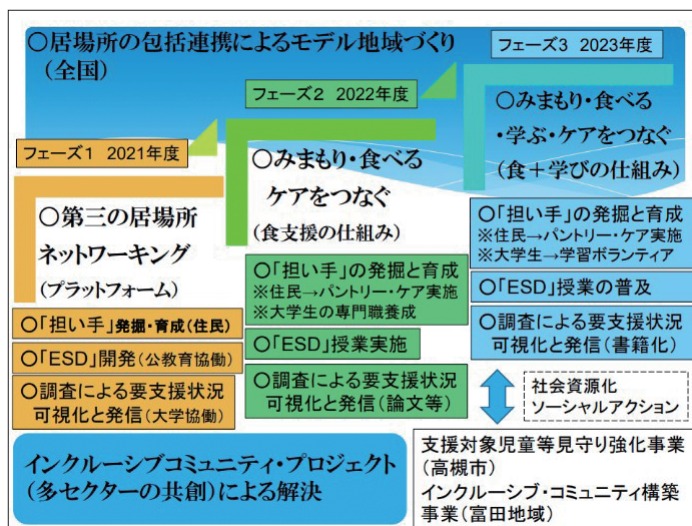 ○居場所の包括連携によるモデル地域づくり
(全国)
フェーズ3 2023年度
○みまもり・食べる
・学ぶ・ケアをつなぐ
(食+学びの仕組み)
○「担い手」の発掘と育成
※住民→パントリー・ケア実施
※大学生→学習ボランティア
○「ESD」授業の普及
○調査による要支援状況
可視化と発信(書籍化)
フェーズ2 2022年度
○みまもり・食べる
ケアをつなぐ
(食支援の仕組み)
○「担い手」の発掘と育成
※住民→パントリー・ケア実施
※大学生の専門職養成
○「ESD」授業実施
○調査による要支援状況
可視化と発信(論文等)
フェーズ1 2021年度
○第三の居場所
ネットワーキング
(プラットフォーム)
○「担い手」発掘・育成(住民)
○「ESD」開発(公教育協働)
○調査による要支援状況
可視化と発信(大学協働)
社会資源化
ソーシャルアクション
インクルーシブコミュニティ・プロジェクト
(多セクターの共創)による解決
支援対象児童等見守り強化事業
(高槻市)
インクルーシブ・コミュニティ構築
事業(富田地域)